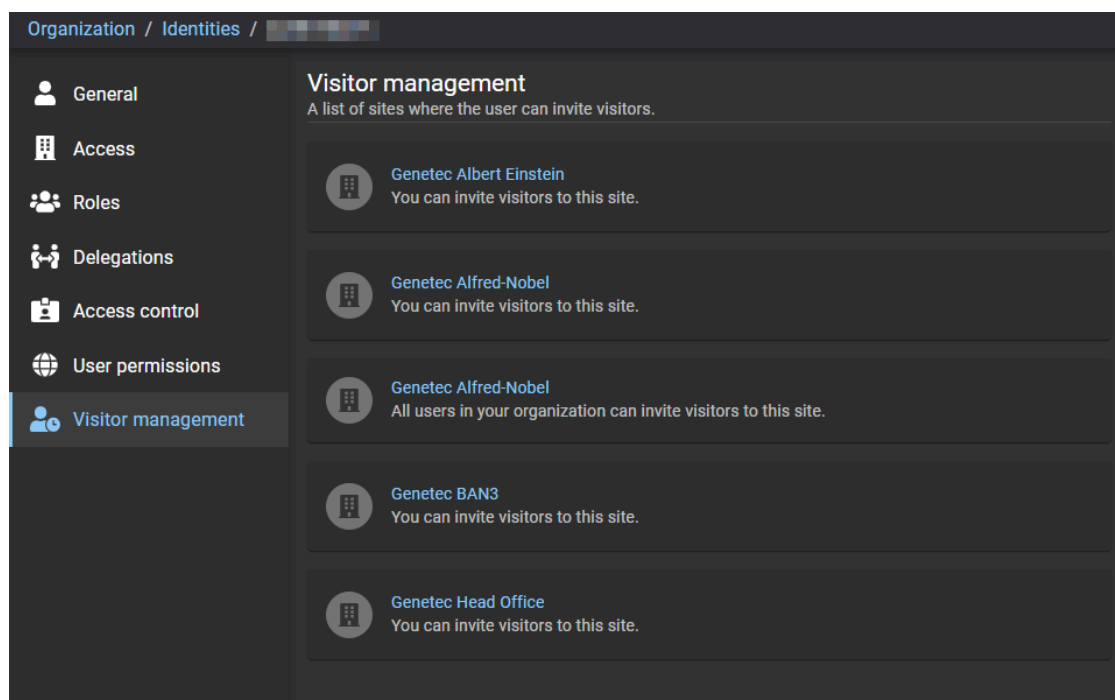 Organization / Identities /
General
Access
Roles
Delegations
Access control
User permissions
Visitor management
Visitor management
A list of sites where the user can invite visitors.
Genetec Albert Einstein
You can invite visitors to this site.
Genetec Alfred-Nobel
You can invite visitors to this site.
Genetec Alfred-Nobel
All users in your organization can invite visitors to this site.
Genetec BAN3
You can invite visitors to this site.
Genetec Head Office
You can invite visitors to this site.